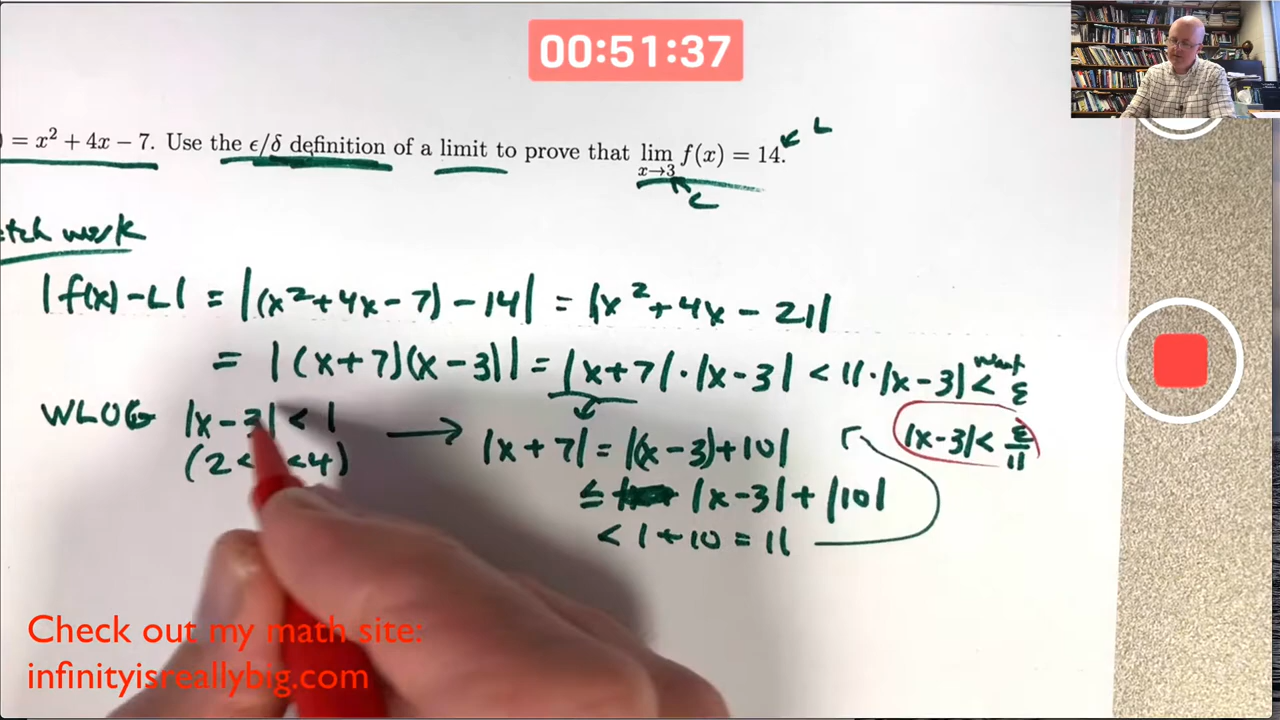 00:51:37
) = x² + 4x − 7. Use the ϵ/δ definition of a limit to prove that lim x→3 f(x) = 14. L
C
tch work
|f(x)-L| = |(x²+4x-7)-14| = |x²+4x-21|
= |(x+7)(x-3)| = |x+7|·|x-3| < 11·|x-3| < ε want
WLOG |x-3| < 1 → |x+7| = |(x-3)+10| |x-3| < ε/11
(2< <4) ≤ |x-3| + |10|
< 1+10 = 11
Check out my math site:
infinityisreallybig.com